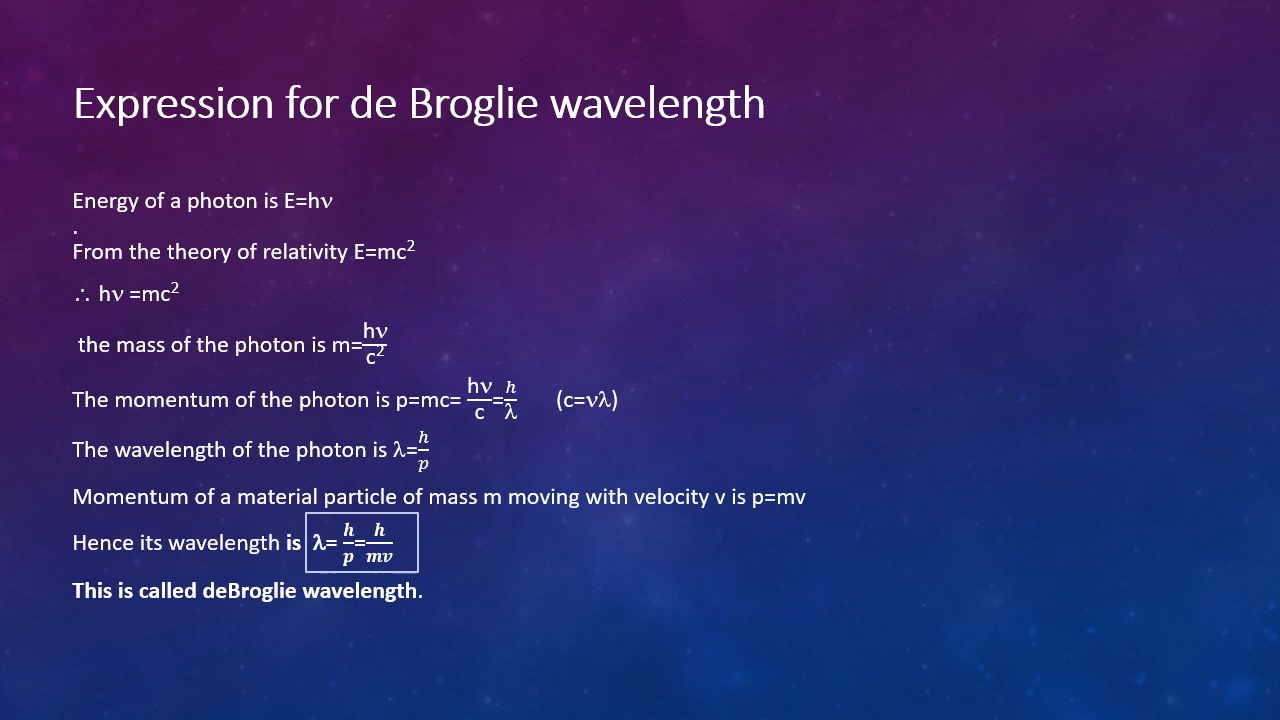 Expression for de Broglie wavelength
Energy of a photon is E=hν
.
From the theory of relativity E=mc²
∴ hν =mc²
the mass of the photon is m=hν/c²
The momentum of the photon is p=mc= hν/c=h/λ (c=νλ)
The wavelength of the photon is λ=h/p
Momentum of a material particle of mass m moving with velocity v is p=mv
Hence its wavelength is λ= h/p=h/mv
This is called deBroglie wavelength.